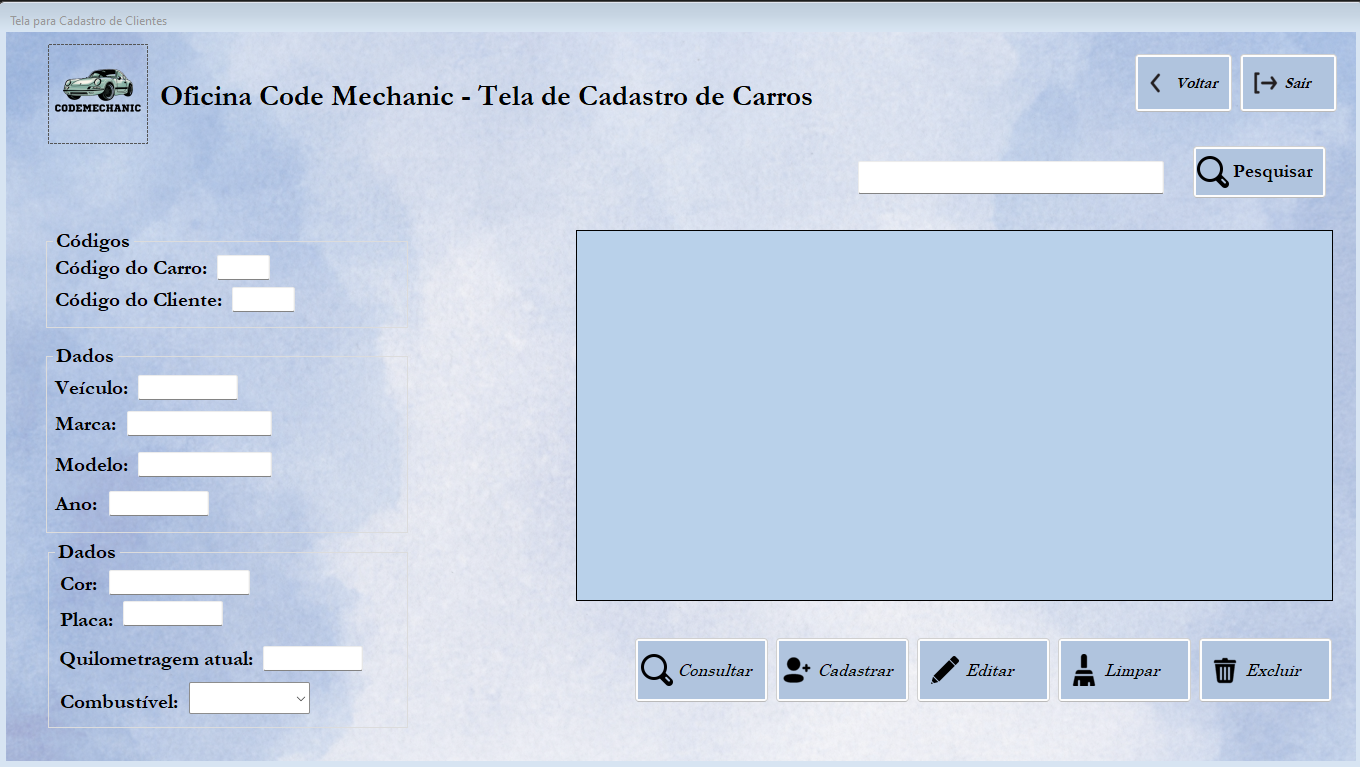 Tela para Cadastro de Clientes
CODEMECHANIC
Oficina Code Mechanic - Tela de Cadastro de Carros
Voltar
Sair
Pesquisar
Códigos
Código do Carro:
Código do Cliente:
Dados
Veículo:
Marca:
Modelo:
Ano:
Dados
Cor:
Placa:
Quilometragem atual:
Combustível:
Consultar
Cadastrar
Editar
Limpar
Excluir